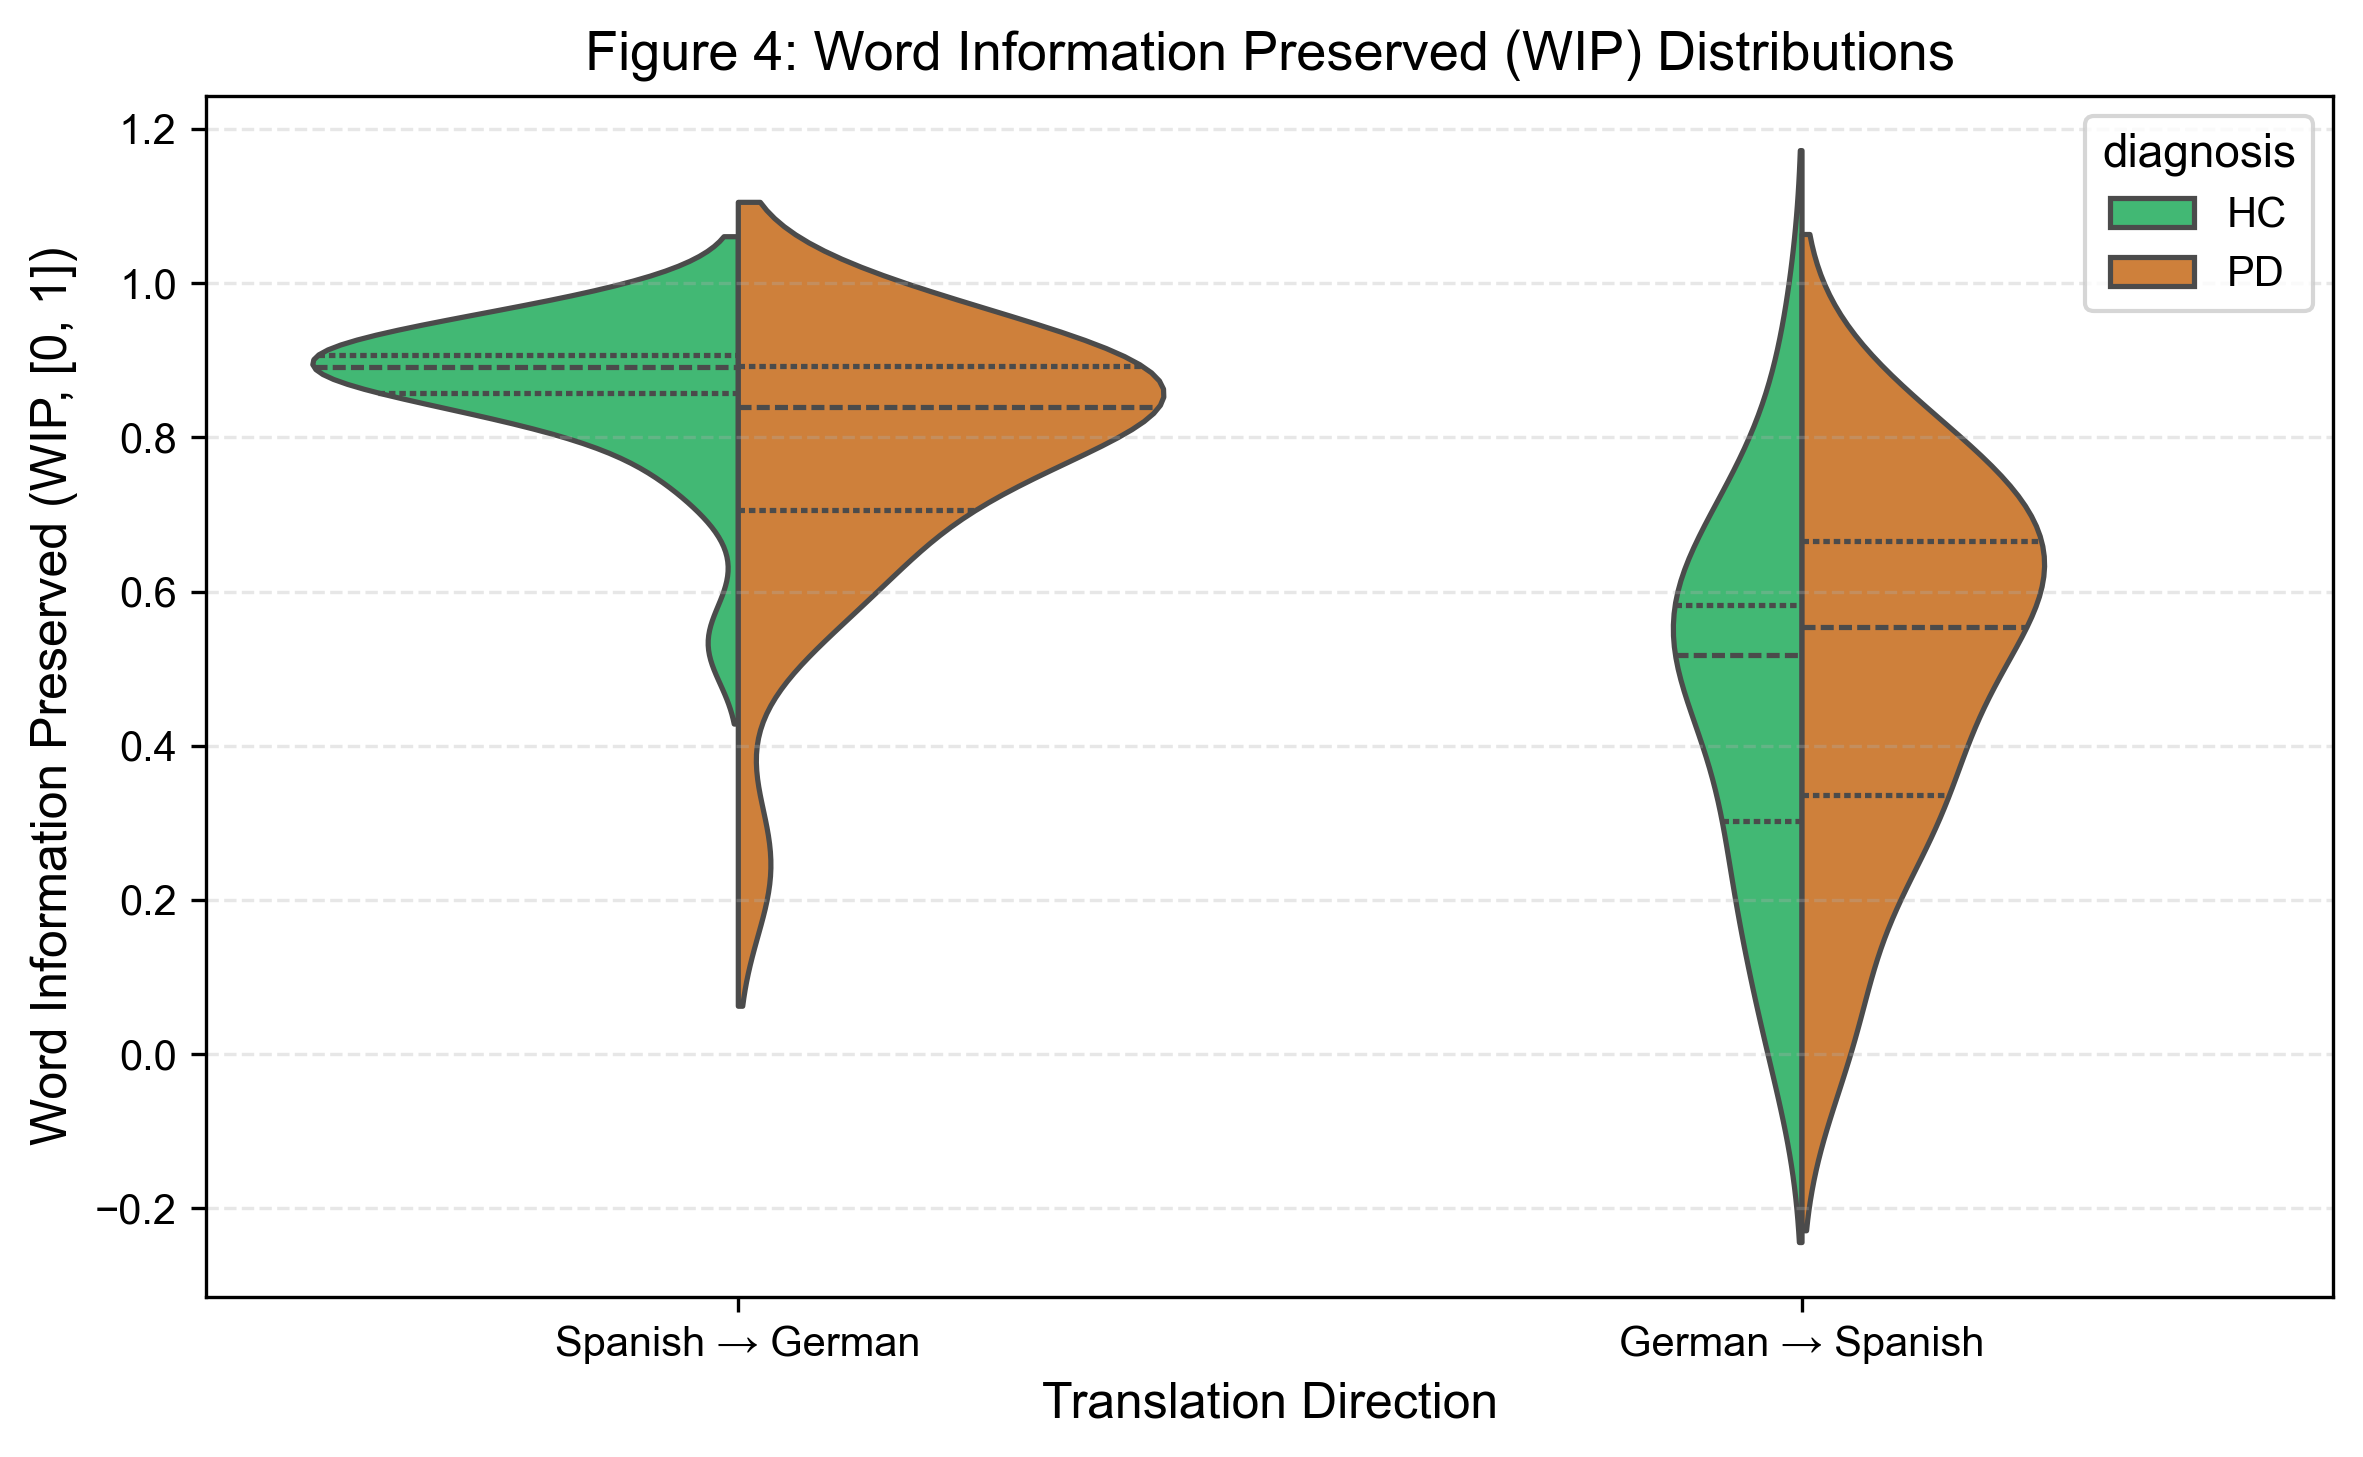 Figure 4: Word Information Preserved (WIP) Distributions
Word Information Preserved (WIP, [0, 1])
1.2
1.0
0.8
0.6
0.4
0.2
0.0
−0.2
diagnosis
HC
PD
Spanish → German
German → Spanish
Translation Direction